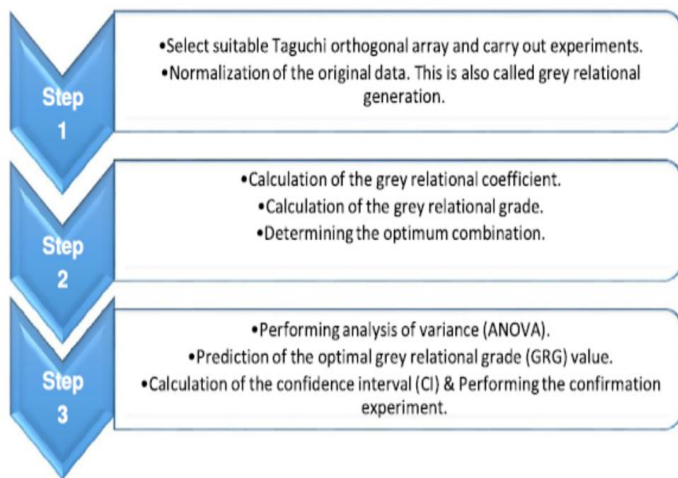 Step
1
•Select suitable Taguchi orthogonal array and carry out experiments.
•Normalization of the original data. This is also called grey relational
generation.
Step
2
•Calculation of the grey relational coefficient.
•Calculation of the grey relational grade.
•Determining the optimum combination.
Step
3
•Performing analysis of variance (ANOVA).
•Prediction of the optimal grey relational grade (GRG) value.
•Calculation of the confidence interval (CI) & Performing the confirmation
experiment.